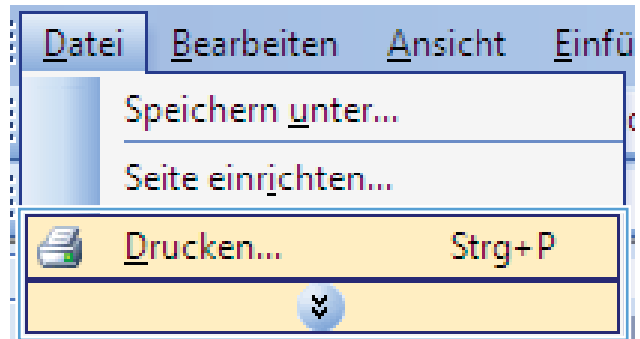 Datei Bearbeiten Ansicht Einfü
Speichern unter...
Seite einrichten...
Drucken... Strg+P